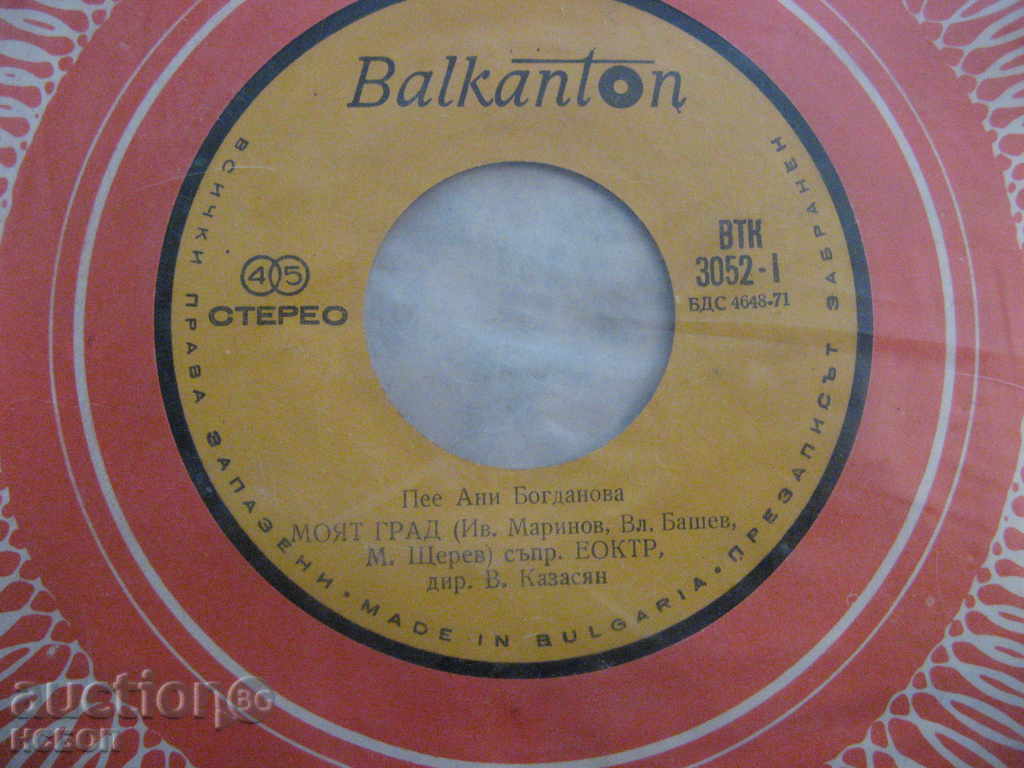 Balkanton
ВСИЧКИ ПРАВА ЗАПАЗЕНИ • MADE IN BULGARIA • ПРЕЗАПИСЪТ ЗАБРАНЕН
45
СТЕРЕО
ВТК
3052-I
БДС 4648-71
Пее Ани Богданова
МОЯТ ГРАД (Ив. Маринов, Вл. Башев,
М. Щерев) съпр. ЕОКТР,
дир. В. Казасян
auction BG